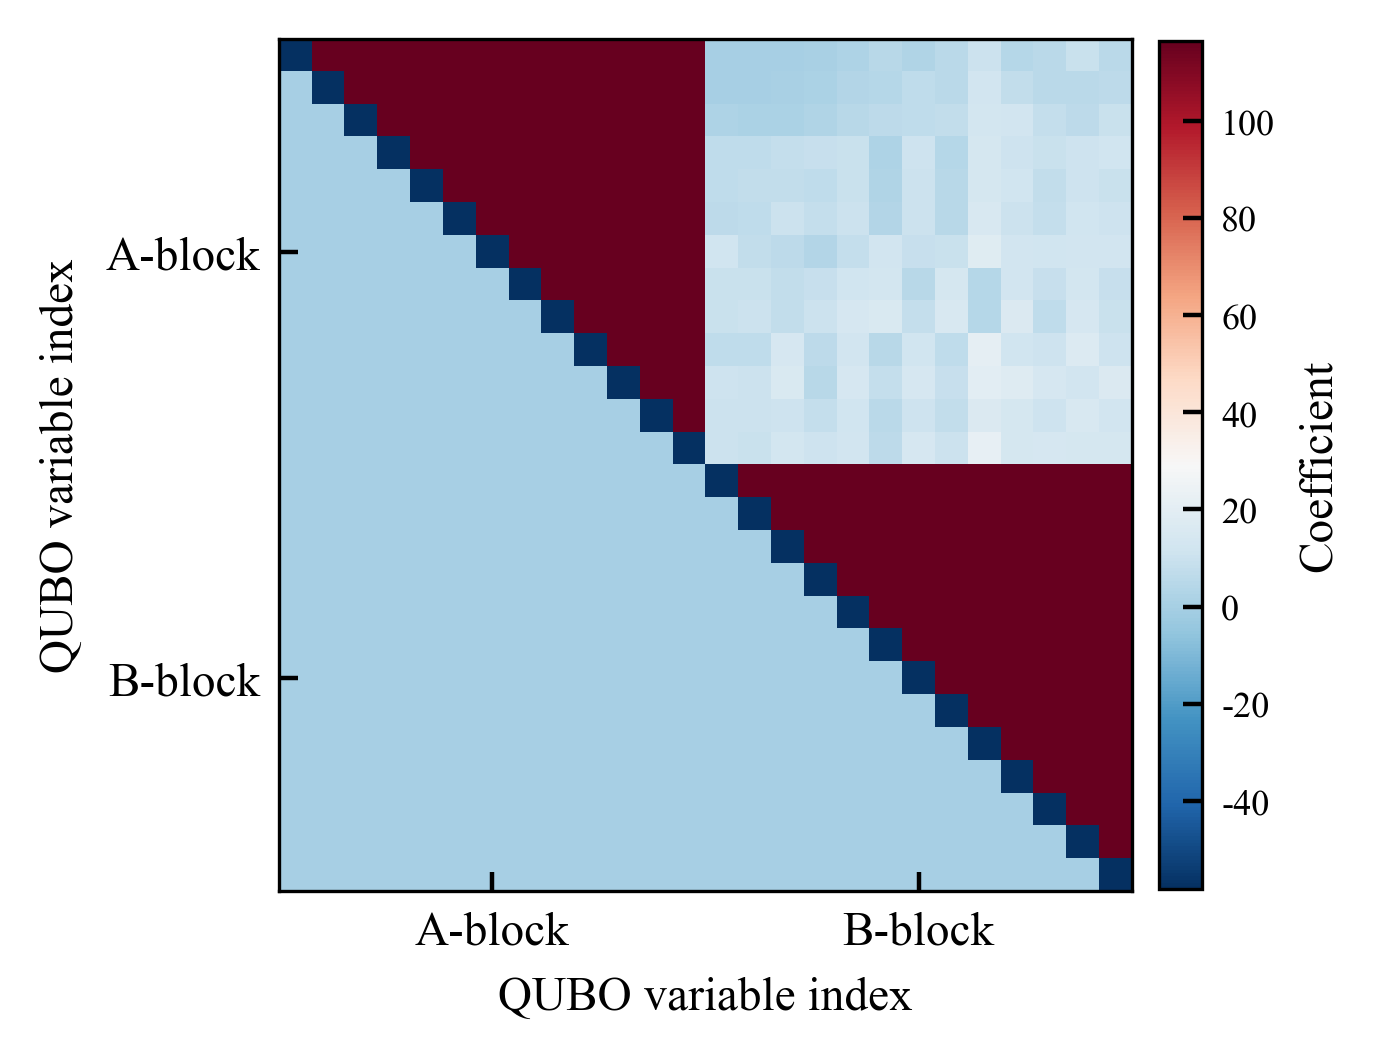 QUBO variable index
A-block
B-block
A-block
B-block
QUBO variable index
100
80
60
40
20
0
-20
-40
Coefficient